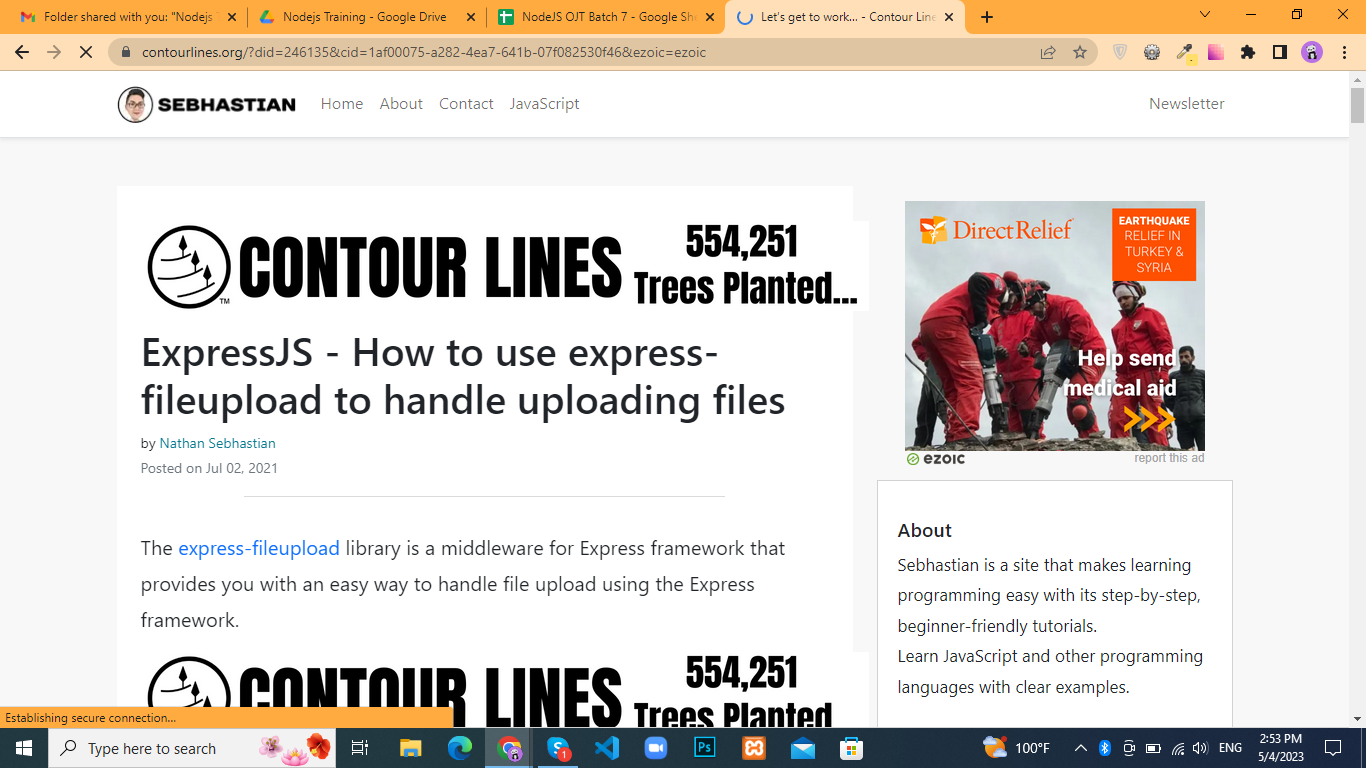 Folder shared with you: "Nodejs
Nodejs Training - Google Drive
NodeJS OJT Batch 7 - Google She
Let's get to work... - Contour Line
contourlines.org/?did=246135&cid=1af00075-a282-4ea7-641b-07f082530f46&ezoic=ezoic
SEBHASTIAN
Home
About
Contact
JavaScript
Newsletter
CONTOUR LINES
TM
554,251
Trees Planted...
ExpressJS - How to use express-
fileupload to handle uploading files
by Nathan Sebhastian
Posted on Jul 02, 2021
The express-fileupload library is a middleware for Express framework that
provides you with an easy way to handle file upload using the Express
framework.
CONTOUR LINES
554,251
Trees Planted
Direct Relief
EARTHQUAKE
RELIEF IN
TURKEY &
SYRIA
Help send
medical aid
ezoic
report this ad
About
Sebhastian is a site that makes learning
programming easy with its step-by-step,
beginner-friendly tutorials.
Learn JavaScript and other programming
languages with clear examples.
Establishing secure connection...
Type here to search
1
Ps
100°F
ENG
2:53 PM
5/4/2023